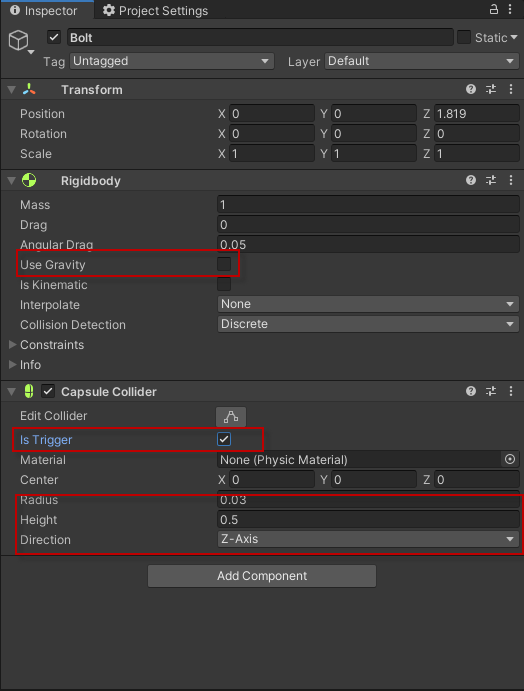 Inspector Project Settings
Bolt Static
Tag Untagged Layer Default
Transform
Position X 0 Y 0 Z 1.819
Rotation X 0 Y 0 Z 0
Scale X 1 Y 1 Z 1
Rigidbody
Mass 1
Drag 0
Angular Drag 0.05
Use Gravity
Is Kinematic
Interpolate None
Collision Detection Discrete
Constraints
Info
Capsule Collider
Edit Collider
Is Trigger
Material None (Physic Material)
Center X 0 Y 0 Z 0
Radius 0.03
Height 0.5
Direction Z-Axis
Add Component